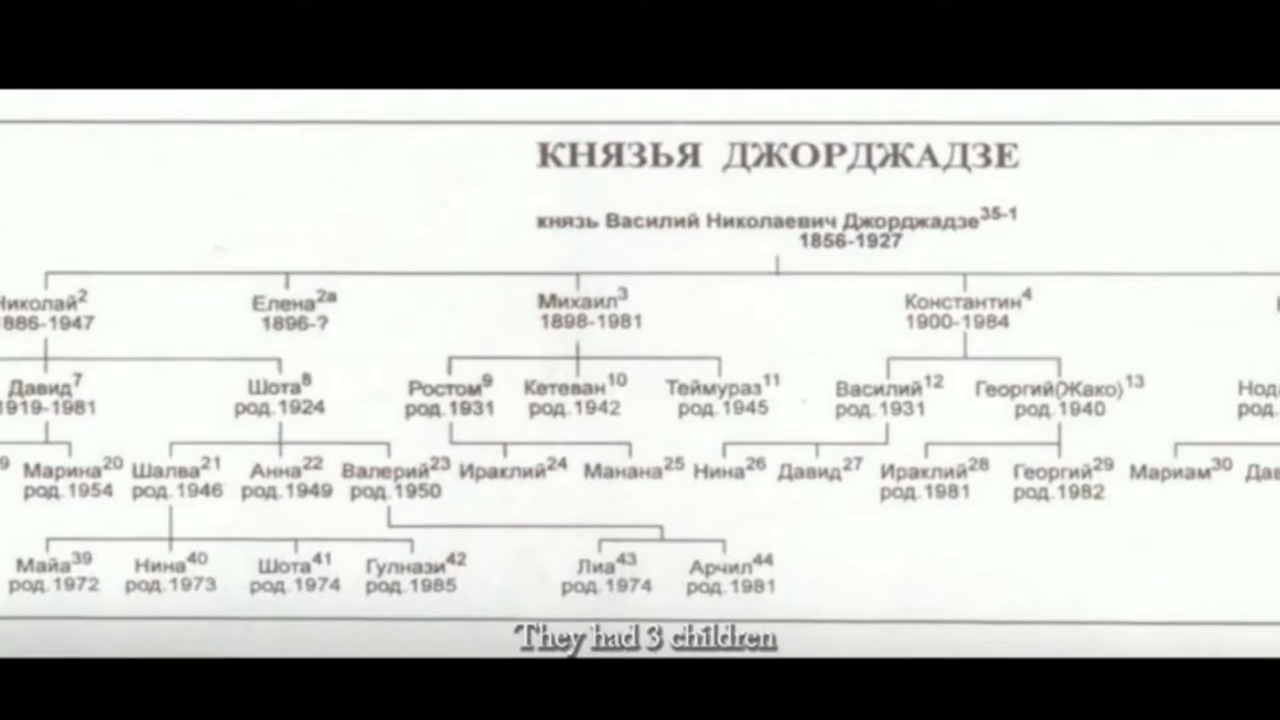 КНЯЗЬЯ ДЖОРДЖАДЗЕ
князь Василий Николаевич Джорджадзе35-1
1856-1927
Николай2 Елена2а Михаил3 Константин4
1886-1947 1896-? 1898-1981 1900-1984
Давид7 Шота8 Ростом9 Кетеван10 Теймураз11 Василий12 Георгий(Жако)13
1919-1981 род.1924 род.1931 род.1942 род.1945 род.1931 род.1940 род.
Марина20 Шалва21 Анна22 Валерий23 Ираклий24 Манана25 Нина26 Давид27 Ираклий28 Георгий29 Мариам30
род.1954 род.1946 род.1949 род.1950 род.1981 род.1982
Майа39 Нина40 Шота41 Гулнази42 Лиа43 Арчил44
род.1972 род.1973 род.1974 род.1985 род.1974 род.1981
They had 3 children